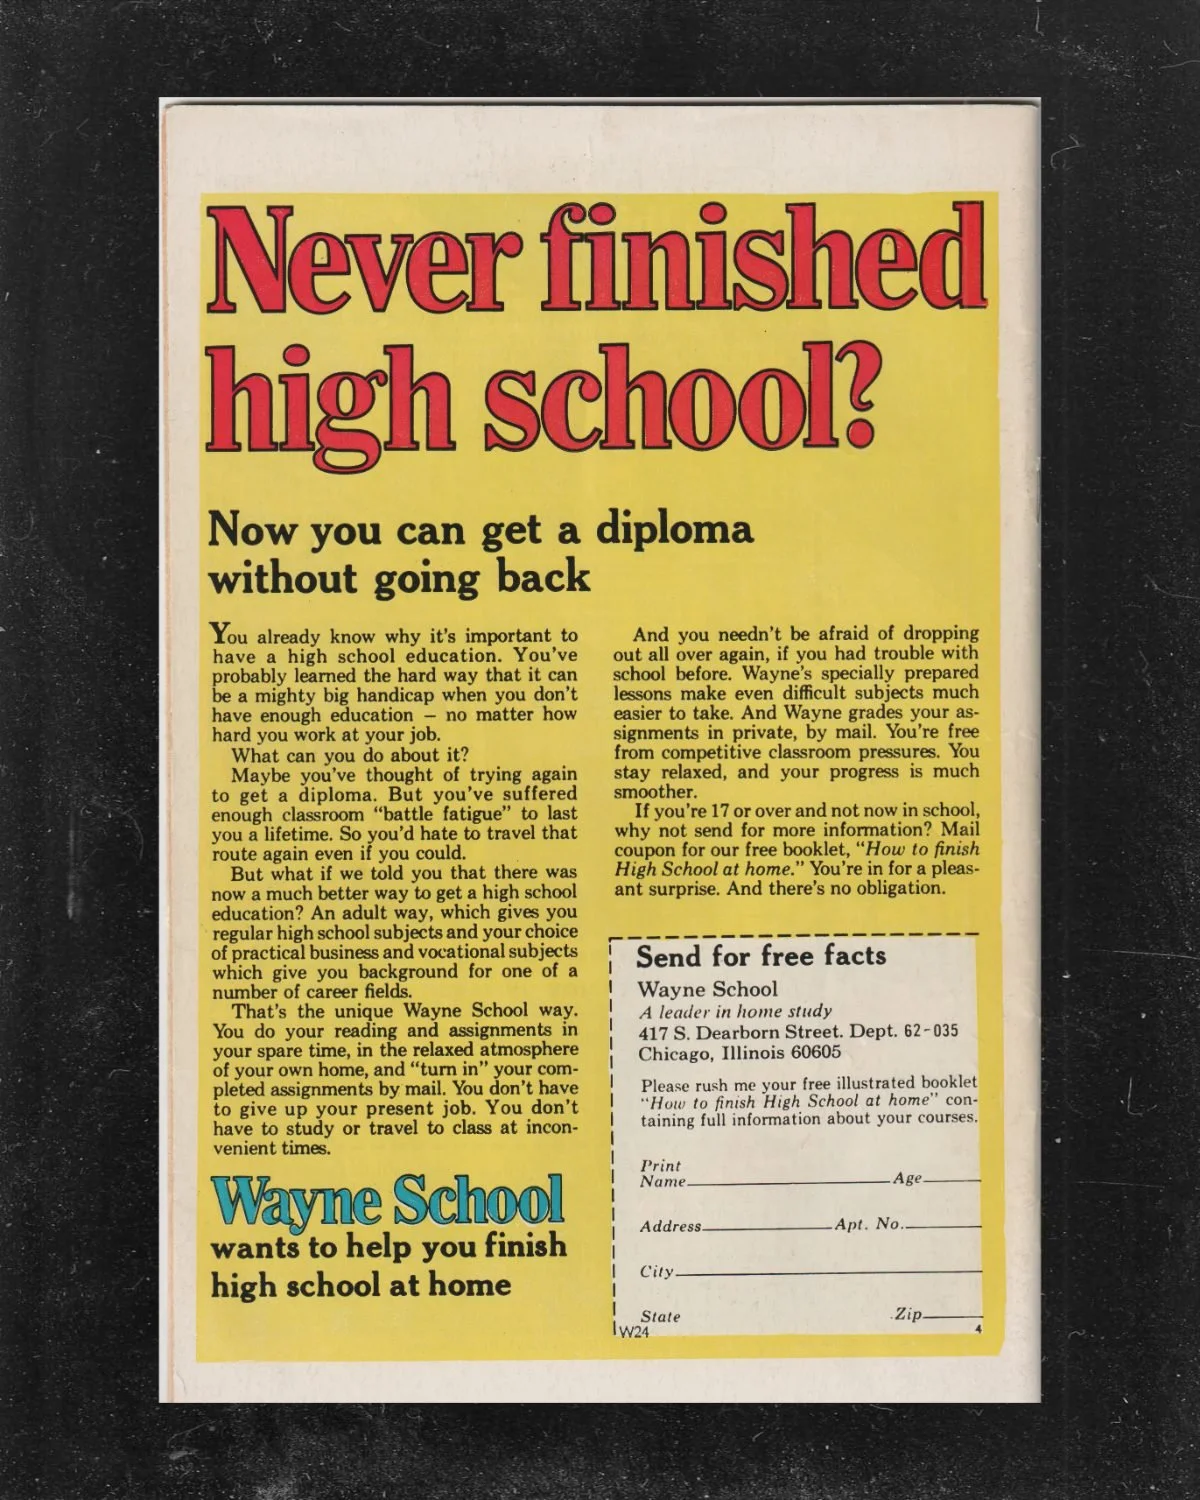 Never finished
high school?
Now you can get a diploma
without going back
You already know why it's important to
have a high school education. You've
probably learned the hard way that it can
be a mighty big handicap when you don't
have enough education – no matter how
hard you work at your job.
What can you do about it?
Maybe you've thought of trying again
to get a diploma. But you've suffered
enough classroom "battle fatigue" to last
you a lifetime. So you'd hate to travel that
route again even if you could.
But what if we told you that there was
now a much better way to get a high school
education? An adult way, which gives you
regular high school subjects and your choice
of practical business and vocational subjects
which give you background for one of a
number of career fields.
That's the unique Wayne School way.
You do your reading and assignments in
your spare time, in the relaxed atmosphere
of your own home, and "turn in" your com-
pleted assignments by mail. You don't have
to give up your present job. You don't
have to study or travel to class at incon-
venient times.
Wayne School
wants to help you finish
high school at home
And you needn't be afraid of dropping
out all over again, if you had trouble with
school before. Wayne's specially prepared
lessons make even difficult subjects much
easier to take. And Wayne grades your as-
signments in private, by mail. You're free
from competitive classroom pressures. You
stay relaxed, and your progress is much
smoother.
If you're 17 or over and not now in school,
why not send for more information? Mail
coupon for our free booklet, "How to finish
High School at home." You're in for a pleas-
ant surprise. And there's no obligation.
Send for free facts
Wayne School
A leader in home study
417 S. Dearborn Street. Dept. 62-035
Chicago, Illinois 60605
Please rush me your free illustrated booklet
"How to finish High School at home" con-
taining full information about your courses.
Print
Name Age
Address Apt. No.
City
State Zip
W24 4